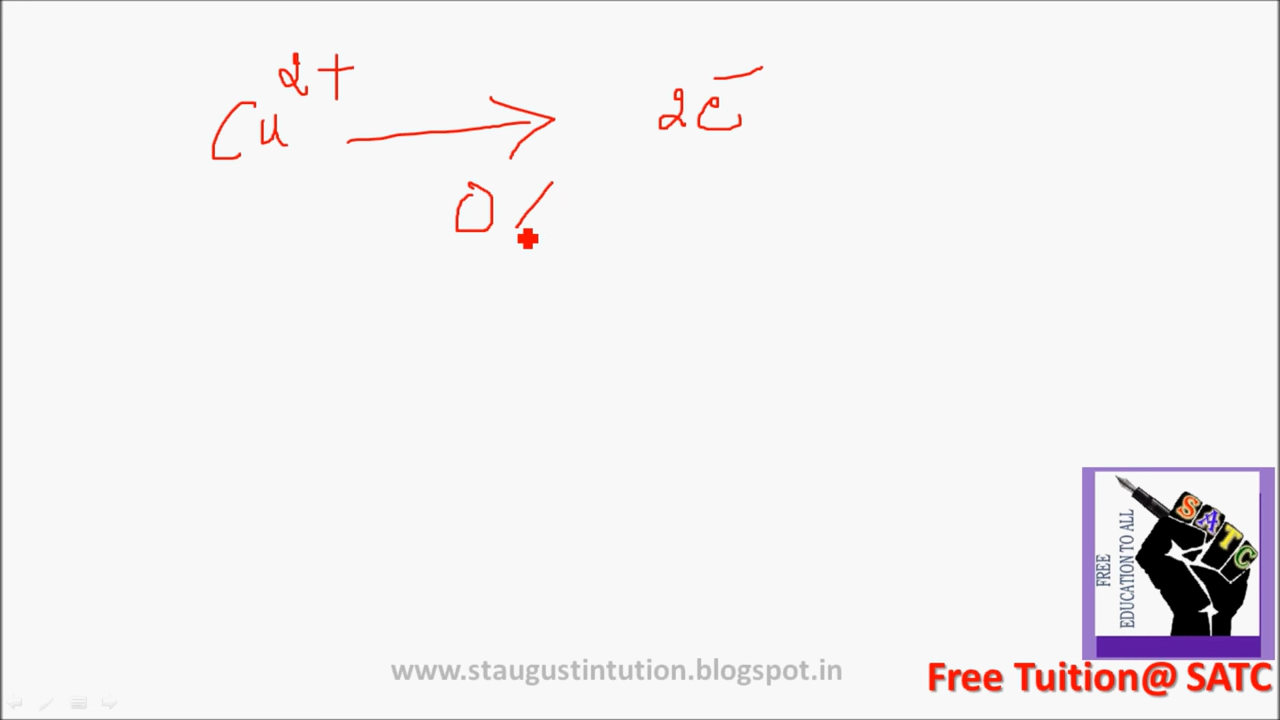 Cu²⁺ → 2e⁻
0 /
FREE
EDUCATION TO ALL
SATC
www.staugustintution.blogspot.in
Free Tuition@ SATC